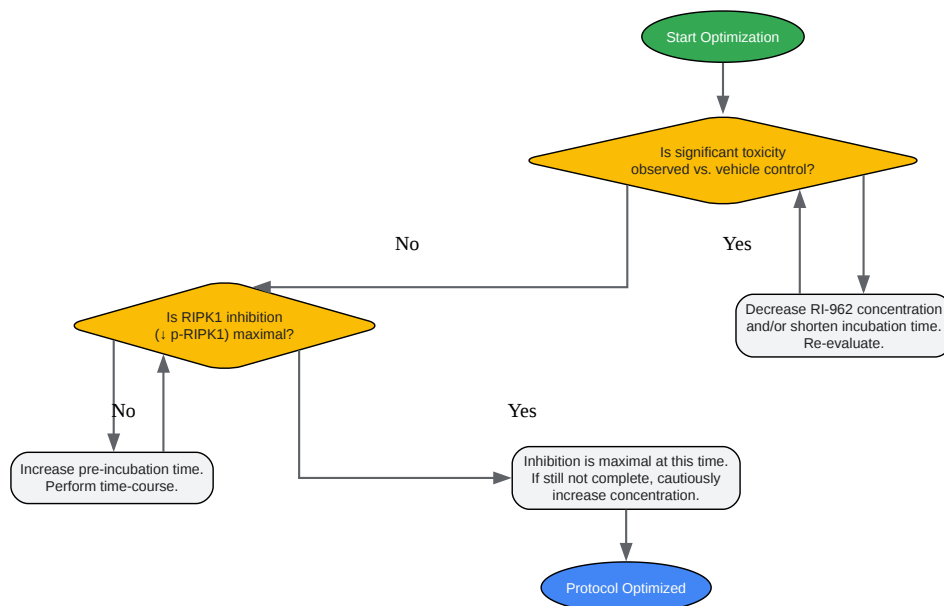 Start Optimization
Is significant toxicity
observed vs. vehicle control?
No
Yes
Is RIPK1 inhibition
(↓ p-RIPK1) maximal?
Decrease RI-962 concentration
and/or shorten incubation time.
Re-evaluate.
No
Yes
Increase pre-incubation time.
Perform time-course.
Inhibition is maximal at this time.
If still not complete, cautiously
increase concentration.
Protocol Optimized